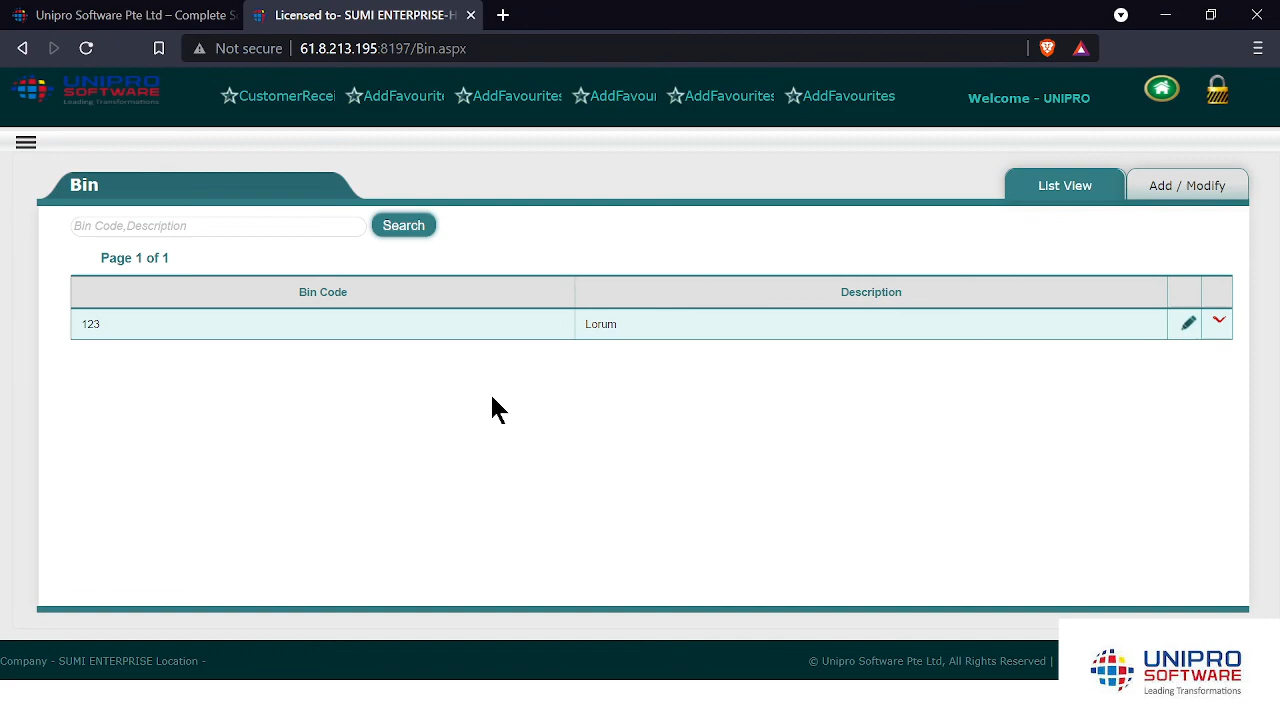 Unipro Software Pte Ltd – Complete S
Licensed to- SUMI ENTERPRISE-H
Not secure
61.8.213.195:8197/Bin.aspx
UNIPRO
SOFTWARE
Leading Transformations
CustomerRecei
AddFavourite
AddFavourites
AddFavou
AddFavourites
AddFavourites
Welcome - UNIPRO
Bin
List View
Add / Modify
Bin Code,Description
Search
Page 1 of 1
Bin Code
Description
123
Lorum
Company - SUMI ENTERPRISE Location -
© Unipro Software Pte Ltd, All Rights Reserved |
UNIPRO
SOFTWARE
Leading Transformations